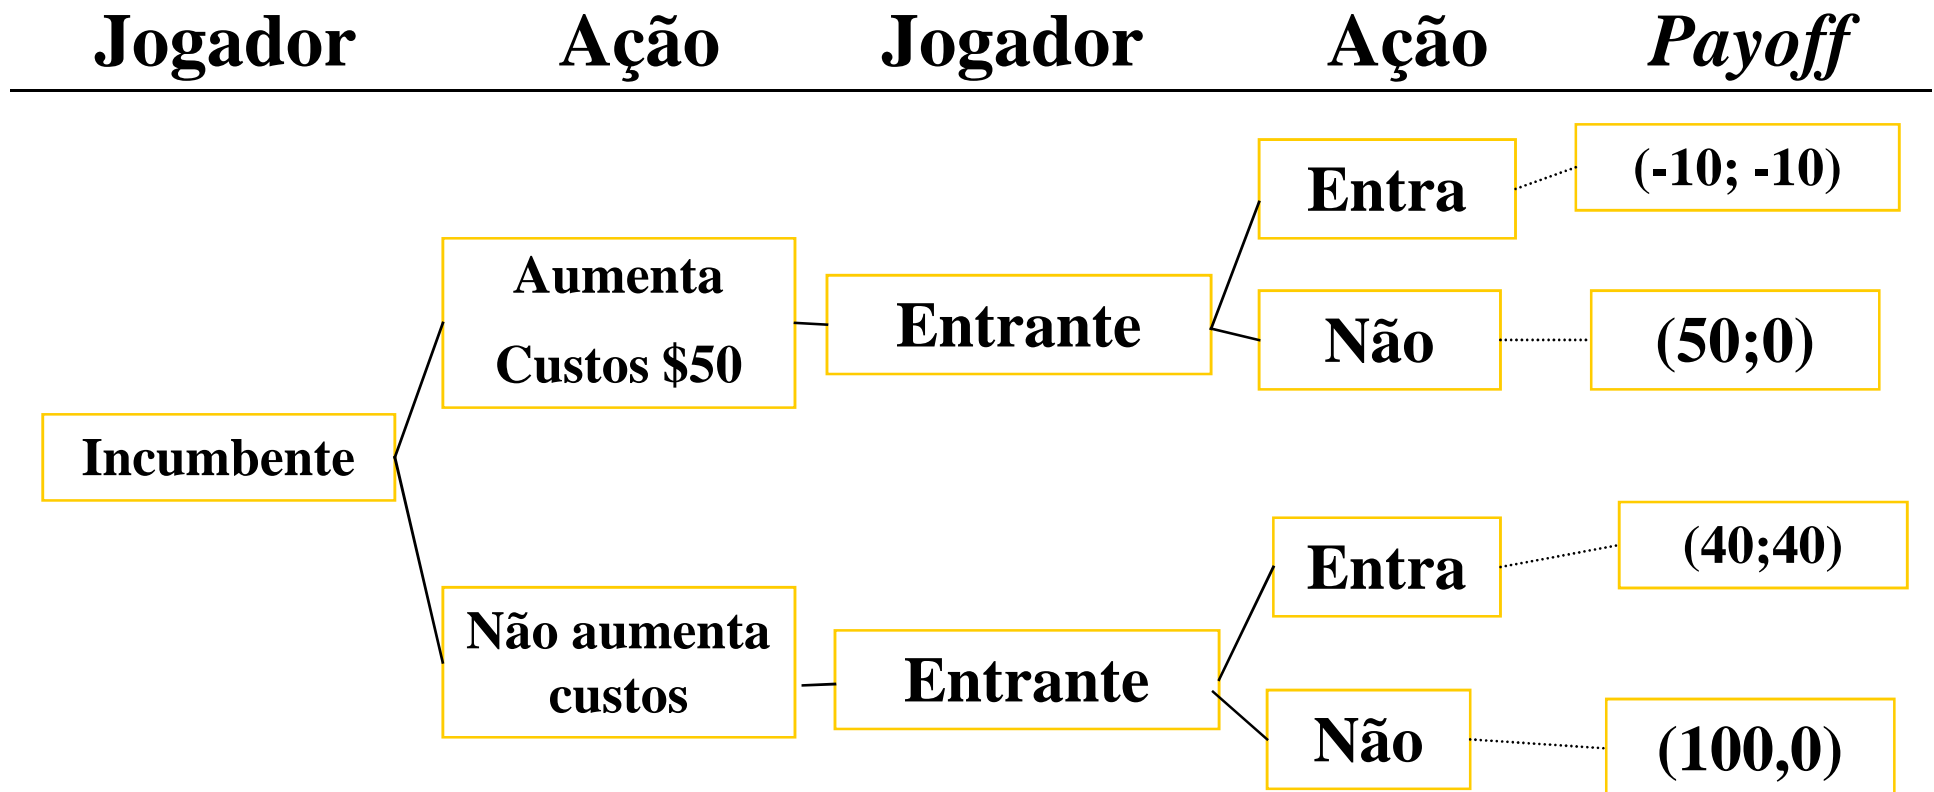 Jogador Ação Jogador Ação Payoff
Entra
(-10; -10)
Aumenta
Custos $50
Entrante
Não
(50;0)
Incumbente
Entra
(40;40)
Não aumenta
custos
Entrante
Não
(100,0)